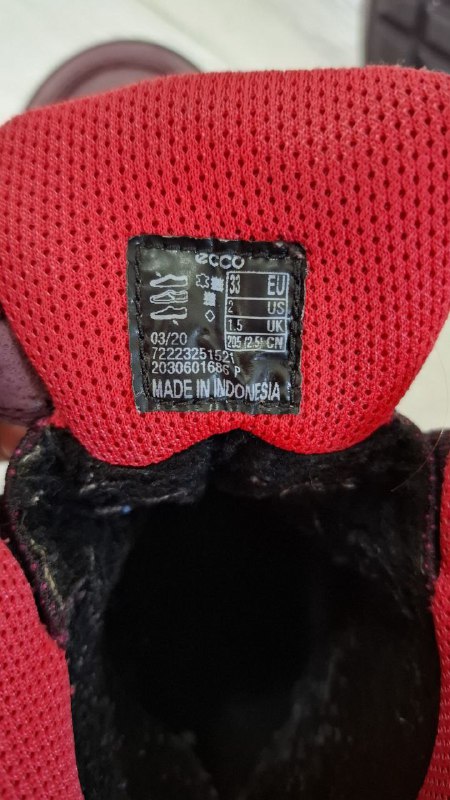 ecco
33 EU
2 US
1.5 UK
205 (2.5) CN
03/20
72223251521
2030601686 P
MADE IN INDONESIA